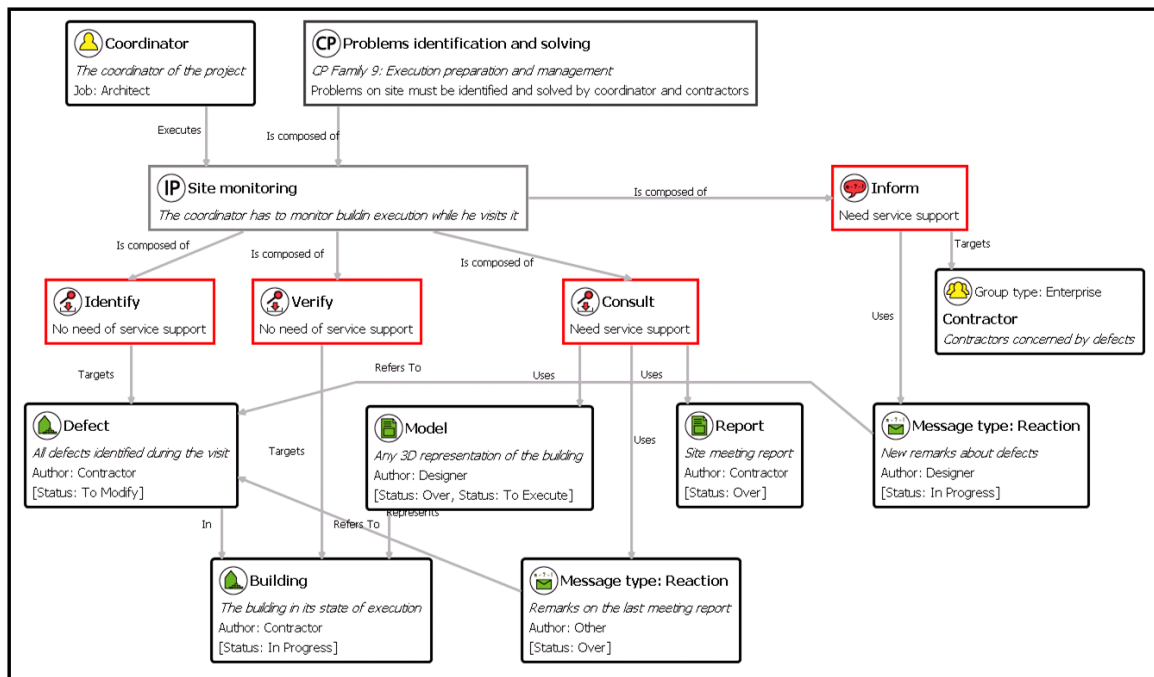 Coordinator
The coordinator of the project
Job: Architect
CP Problems identification and solving
CP Family 9: Execution preparation and management
Problems on site must be identified and solved by coordinator and contractors
Executes
Is composed of
IP Site monitoring
The coordinator has to monitor buildin execution while he visits it
Is composed of
Inform
Need service support
Is composed of
Is composed of
Is composed of
Targets
Identify
No need of service support
Verify
No need of service support
Consult
Need service support
Group type: Enterprise
Contractor
Contractors concerned by defects
Uses
Targets
Refers To
Uses
Uses
Defect
All defects identified during the visit
Author: Contractor
[Status: To Modify]
Targets
Model
Any 3D representation of the building
Author: Designer
[Status: Over, Status: To Execute]
Uses
Report
Site meeting report
Author: Contractor
[Status: Over]
Message type: Reaction
New remarks about defects
Author: Designer
[Status: In Progress]
In
Refers To
Represents
Building
The building in its state of execution
Author: Contractor
[Status: In Progress]
Message type: Reaction
Remarks on the last meeting report
Author: Other
[Status: Over]